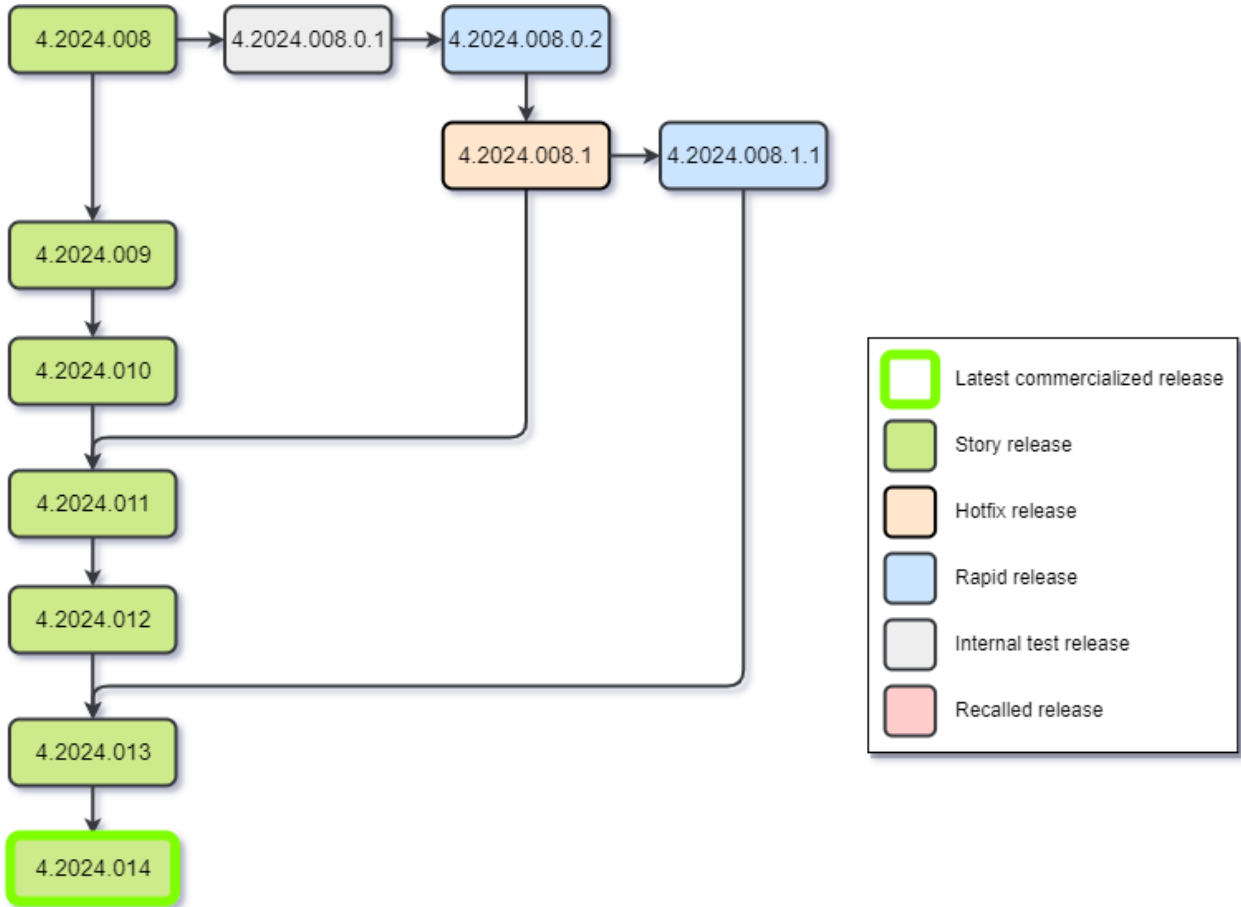 4.2024.008
4.2024.008.0.1
4.2024.008.0.2
4.2024.008.1
4.2024.008.1.1
4.2024.009
4.2024.010
4.2024.011
4.2024.012
4.2024.013
4.2024.014
Latest commercialized release
Story release
Hotfix release
Rapid release
Internal test release
Recalled release